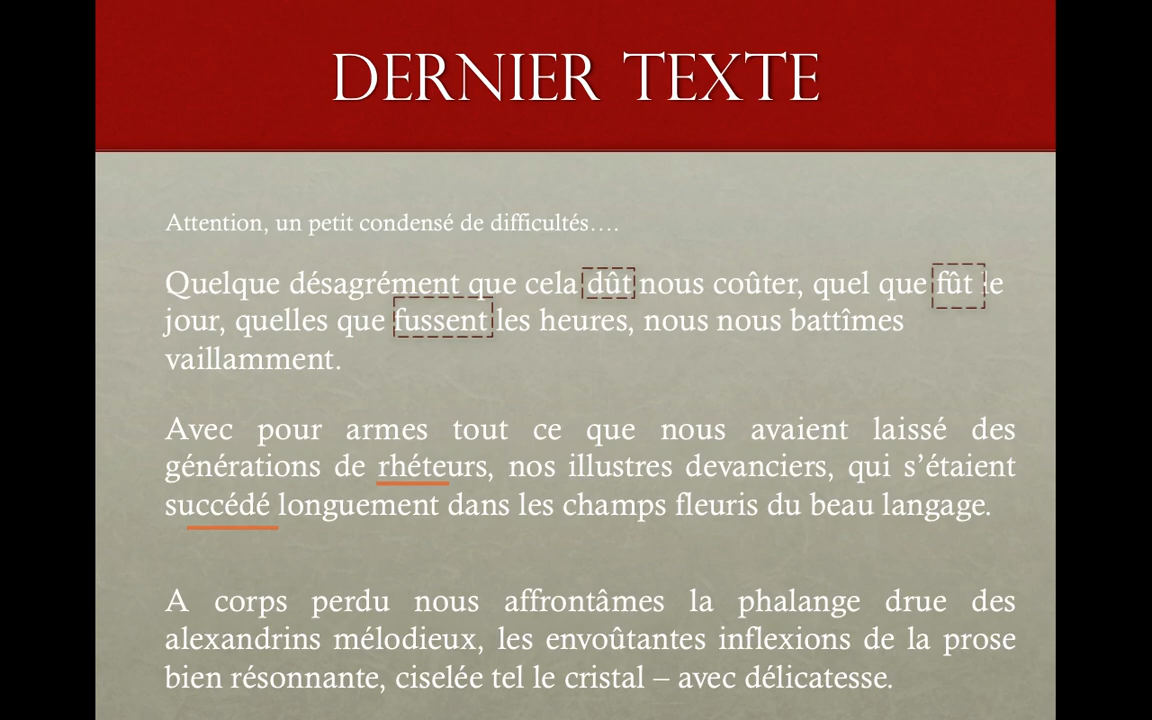 DERNIER TEXTE
Attention, un petit condensé de difficultés….
Quelque désagrément que cela dût nous coûter, quel que fût le
jour, quelles que fussent les heures, nous nous battîmes
vaillamment.
Avec pour armes tout ce que nous avaient laissé des
générations de rhéteurs, nos illustres devanciers, qui s’étaient
succédé longuement dans les champs fleuris du beau langage.
A corps perdu nous affrontâmes la phalange drue des
alexandrins mélodieux, les envoûtantes inflexions de la prose
bien résonnante, ciselée tel le cristal – avec délicatesse.